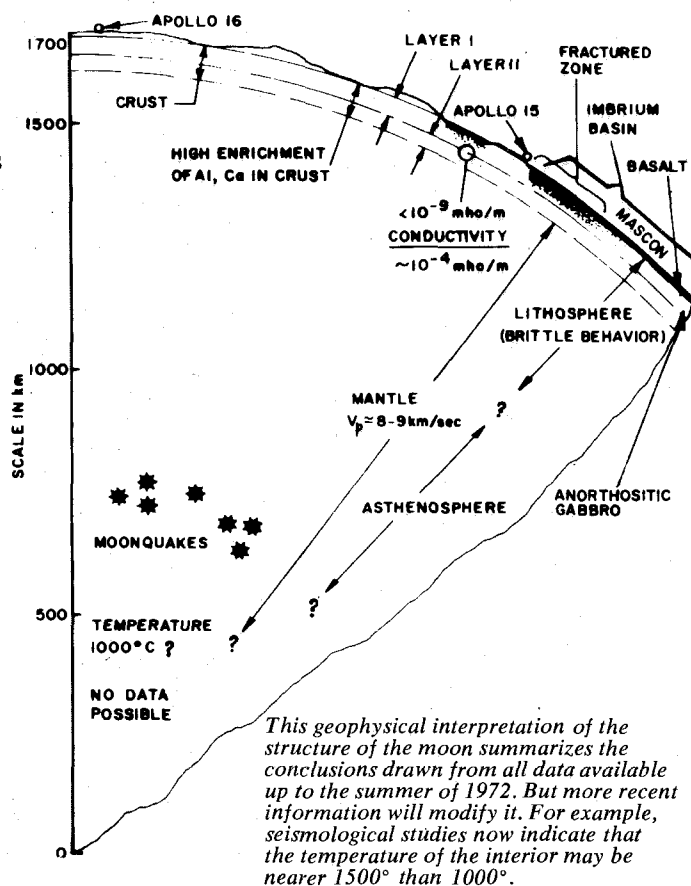 APOLLO 16
1700
LAYER I
LAYER II
FRACTURED
ZONE
CRUST
APOLLO 15
IMBRIUM
BASIN
1500
BASALT
HIGH ENRICHMENT
OF Al, Ca IN CRUST
MASCON
<10⁻⁹ mho/m
CONDUCTIVITY
~10⁻⁴ mho/m
LITHOSPHERE
(BRITTLE BEHAVIOR)
1000
SCALE IN km
MANTLE
Vp ≃ 8-9 km/sec
?
ASTHENOSPHERE
ANORTHOSITIC
GABBRO
MOONQUAKES
?
500
TEMPERATURE
1000°C ?
?
NO DATA
POSSIBLE
0
This geophysical interpretation of the
structure of the moon summarizes the
conclusions drawn from all data available
up to the summer of 1972. But more recent
information will modify it. For example,
seismological studies now indicate that
the temperature of the interior may be
nearer 1500° than 1000°.